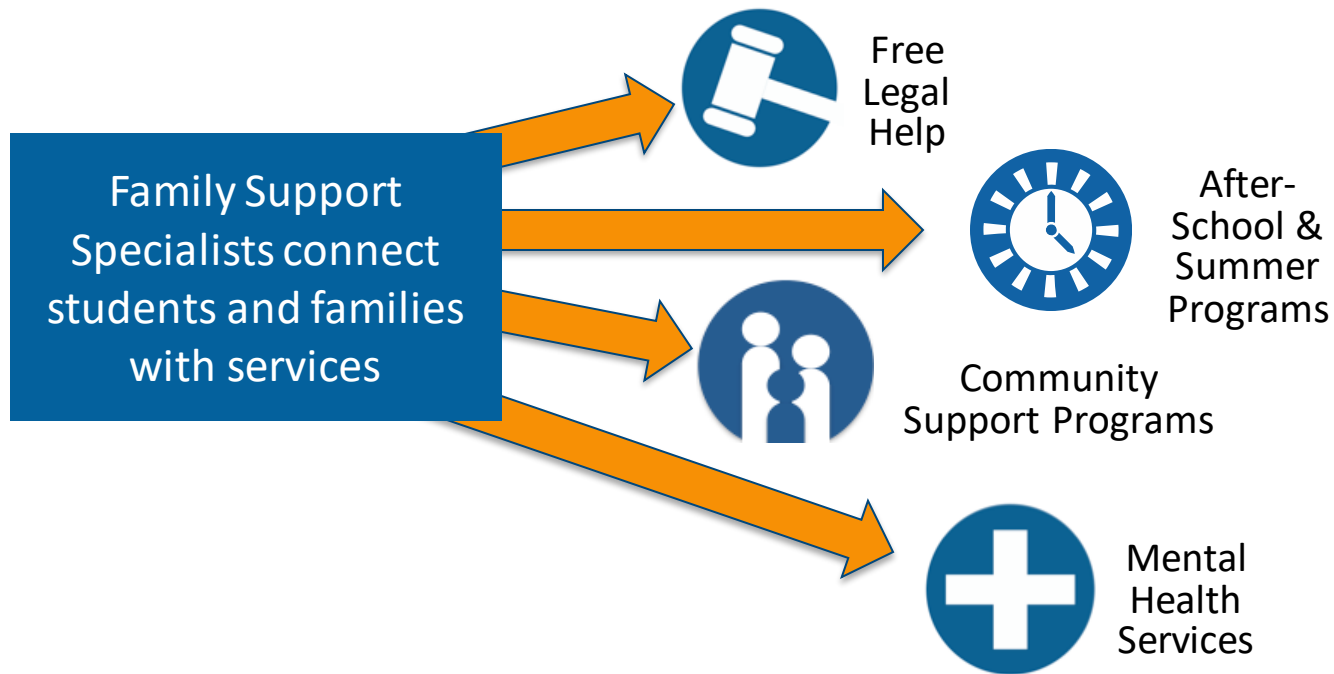 Family Support
Specialists connect
students and families
with services
Free
Legal
Help
After-
School &
Summer
Programs
Community
Support Programs
Mental
Health
Services